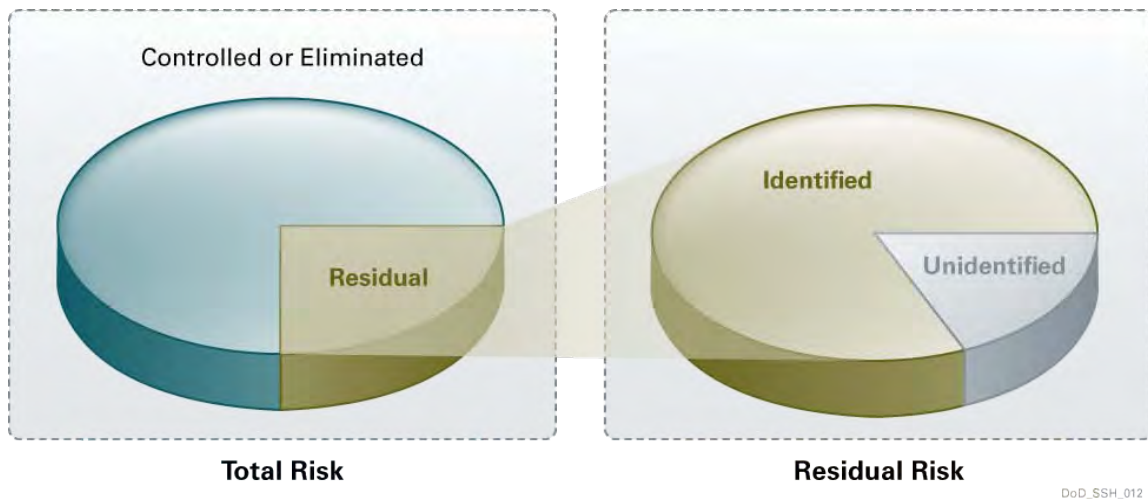 Controlled or Eliminated
Residual
Identified
Unidentified
Total Risk
Residual Risk
DoD_SSH_012